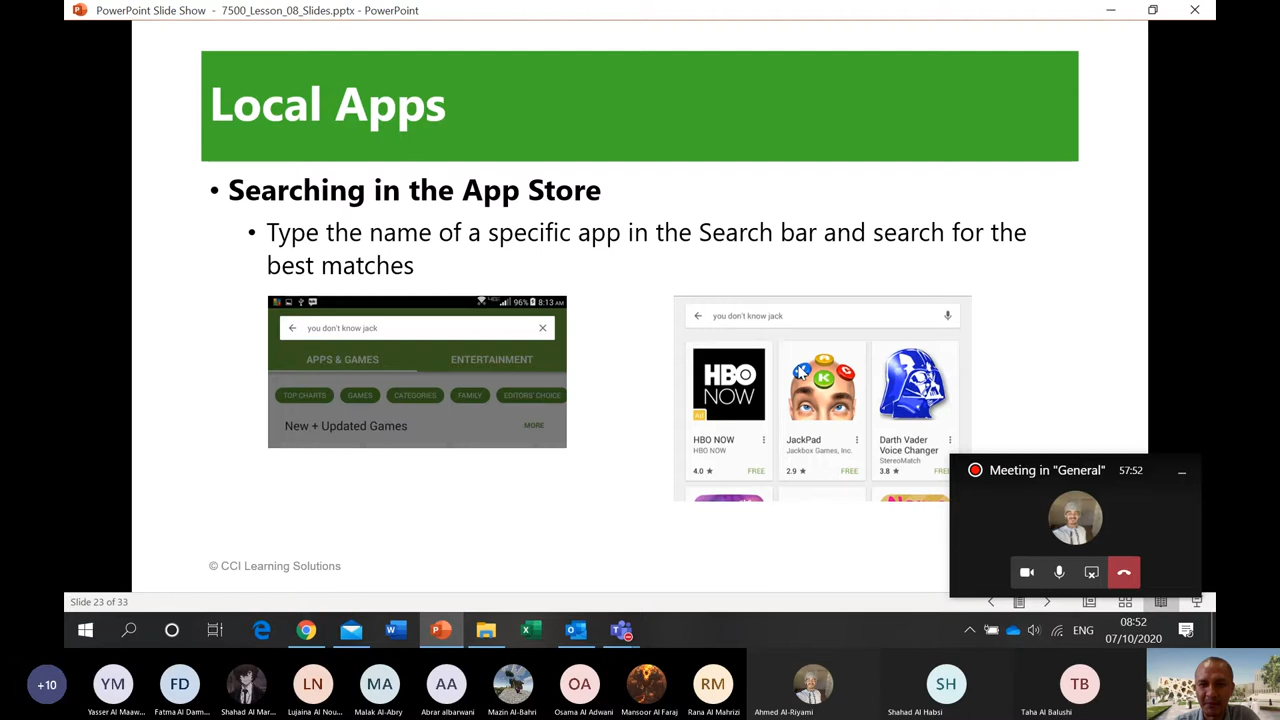 PowerPoint Slide Show - 7500_Lesson_08_Slides.pptx - PowerPoint
Local Apps
• Searching in the App Store
• Type the name of a specific app in the Search bar and search for the
best matches
96% 8:13 AM
you don't know jack
APPS & GAMES ENTERTAINMENT
TOP CHARTS GAMES CATEGORIES FAMILY EDITORS' CHOICE
New + Updated Games MORE
you don't know jack
HBO
NOW
Ad
HBO NOW
HBO NOW
4.0 ★ FREE
K
JackPad
Jackbox Games, Inc.
2.9 ★ FREE
Darth Vader
Voice Changer
StereoMatch
3.8 ★ FREE
Meeting in "General" 57:52
© CCI Learning Solutions
Slide 23 of 33
ENG
08:52
07/10/2020
+10 YM FD LN MA AA OA RM SH TB
Yasser Al Maaw... Fatma Al Darm... Shahad Al Mar... Lujaina Al Nou... Malak Al-Abry Abrar albarwani Mazin Al-Bahri Osama Al Adwani Mansoor Al Faraj Rana Al Mahrizi Ahmed Al-Riyami Shahad Al Habsi Taha Al Balushi